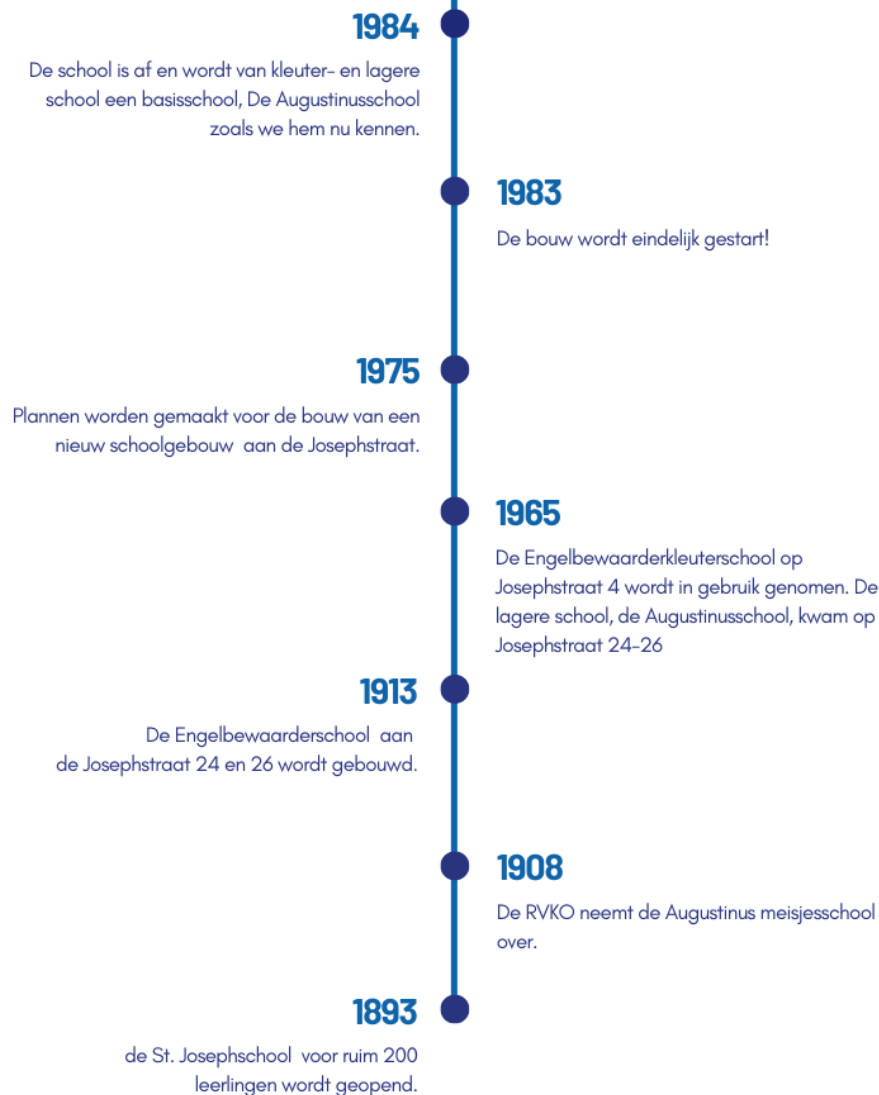 1984
De school is af en wordt van kleuter- en lagere
school een basisschool, De Augustinusschool
zoals we hem nu kennen.
1983
De bouw wordt eindelijk gestart!
1975
Plannen worden gemaakt voor de bouw van een
nieuw schoolgebouw aan de Josephstraat.
1965
De Engelbewaarderkleuterschool op
Josephstraat 4 wordt in gebruik genomen. De
lagere school, de Augustinusschool, kwam op
Josephstraat 24-26
1913
De Engelbewaarderschool aan
de Josephstraat 24 en 26 wordt gebouwd.
1908
De RVKO neemt de Augustinus meisjesschool
over.
1893
de St. Josephschool voor ruim 200
leerlingen wordt geopend.